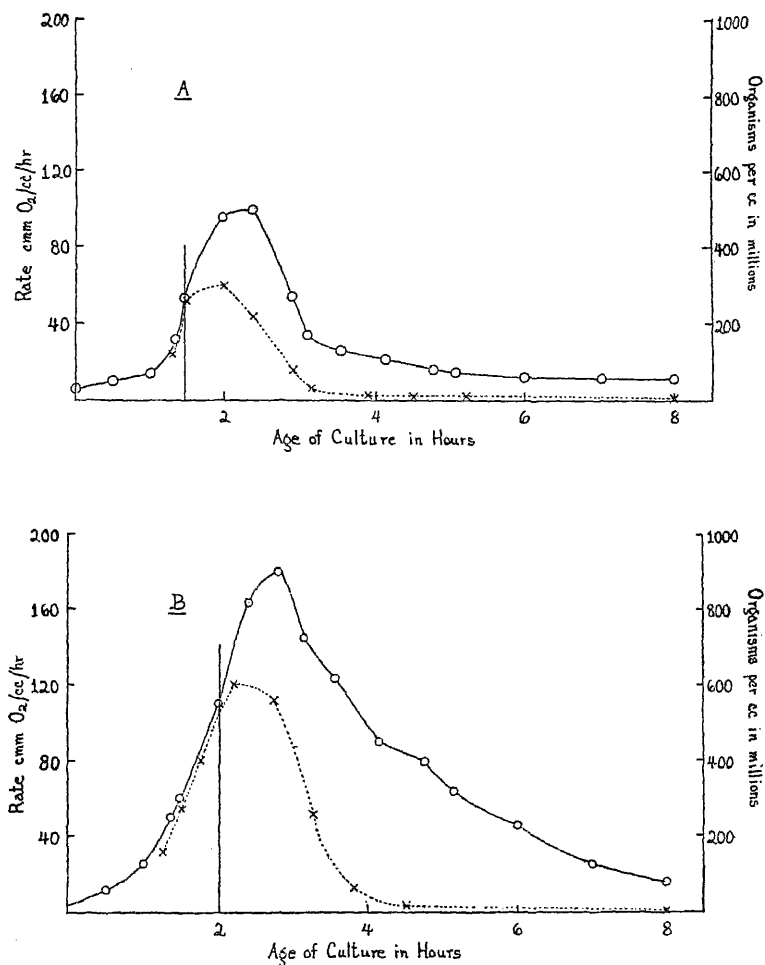 200
160
120
80
40
Rate cmm O₂/cc/hr
A
1000
800
600
400
200
Organisms per cc in millions
2 4 6 8
Age of Culture in Hours
200
160
120
80
40
Rate cmm O₂/cc/hr
B
1000
800
600
400
200
Organisms per cc in millions
2 4 6 8
Age of Culture in Hours